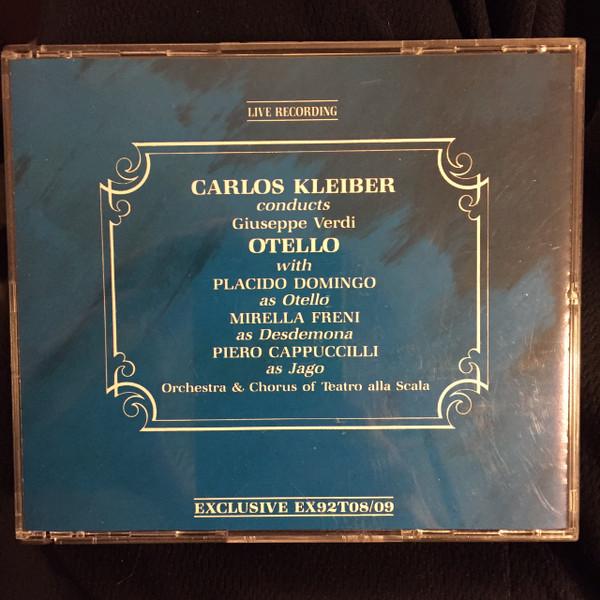 LIVE RECORDING
CARLOS KLEIBER
conducts
Giuseppe Verdi
OTELLO
with
PLACIDO DOMINGO
as Otello
MIRELLA FRENI
as Desdemona
PIERO CAPPUCCILLI
as Jago
Orchestra & Chorus of Teatro alla Scala
EXCLUSIVE EX92T08/09